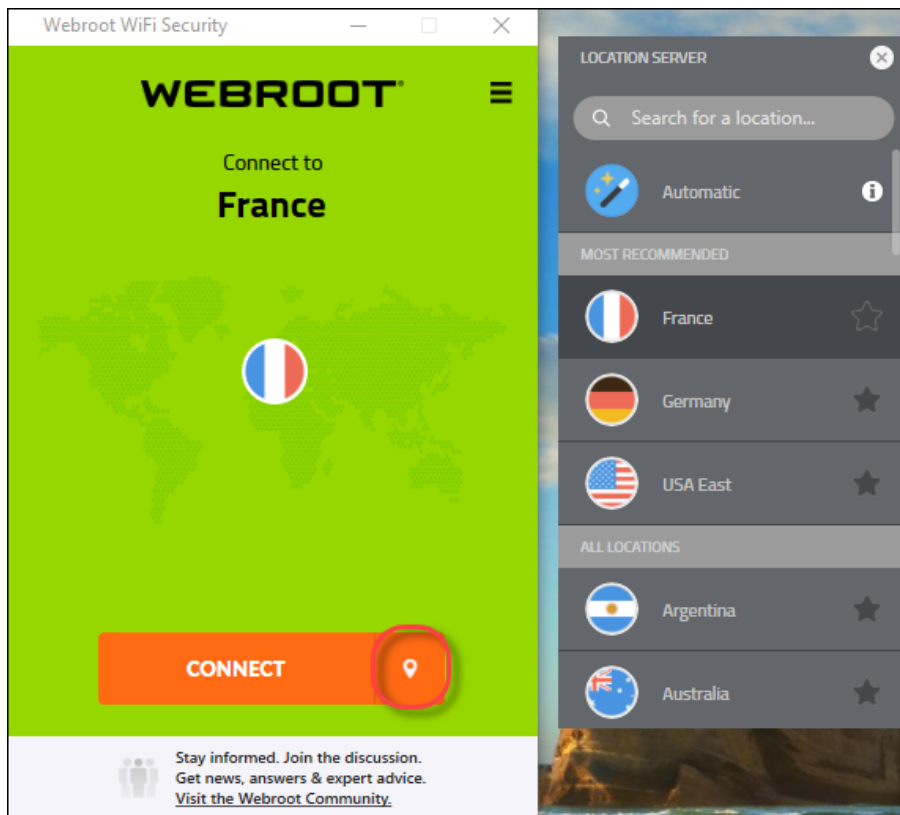 Webroot WiFi Security
WEBROOT®
Connect to
France
CONNECT
Stay informed. Join the discussion.
Get news, answers & expert advice.
Visit the Webroot Community.
LOCATION SERVER
Search for a location...
Automatic
MOST RECOMMENDED
France
Germany
USA East
ALL LOCATIONS
Argentina
Australia